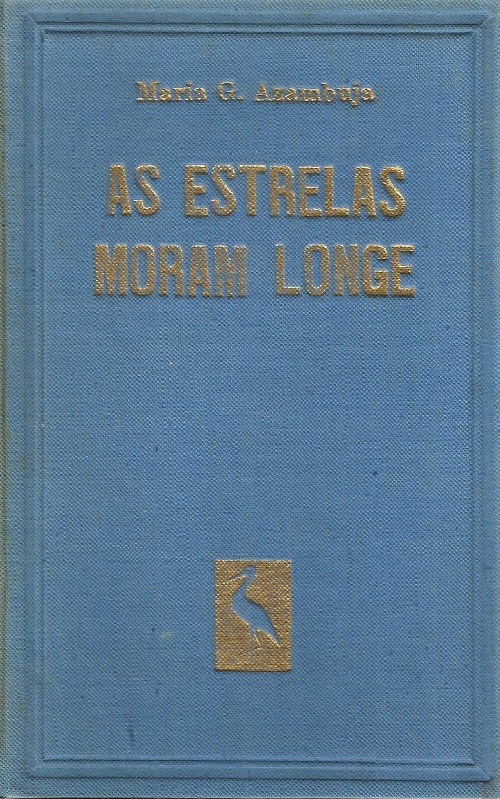 Maria G. Azambuja
AS ESTRELAS
MORAM LONGE